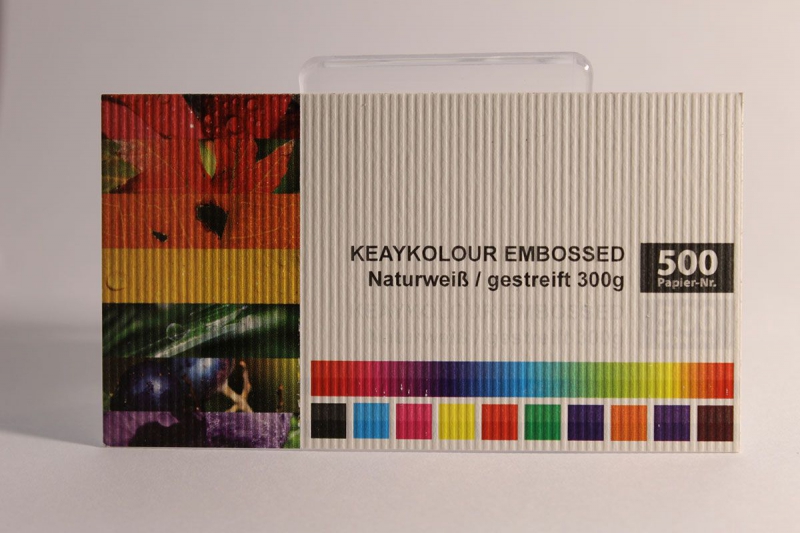 KEAYKOLOUR EMBOSSED
Naturweiß / gestreift 300g
500
Papier-Nr.